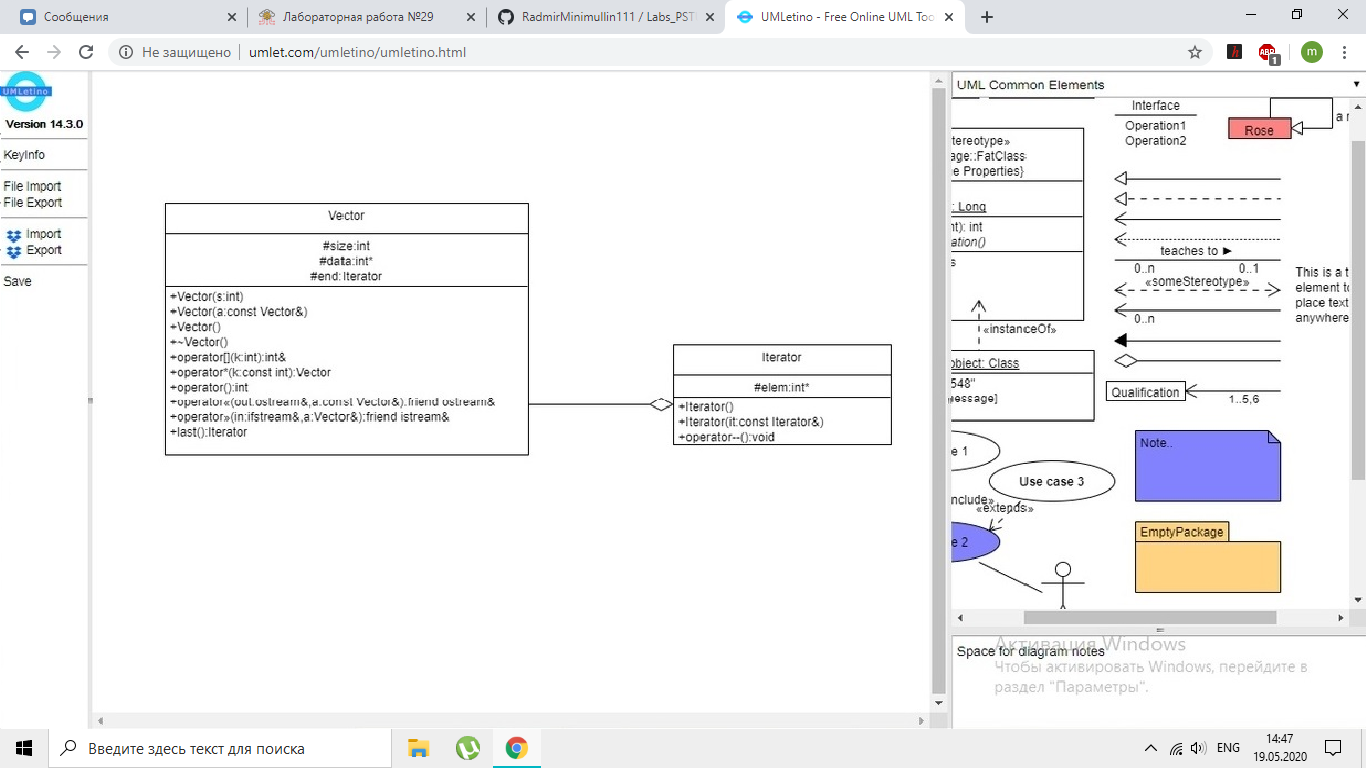 Сообщения
Лабораторная работа №29
RadmirMinimullin111 / Labs_PST
UMLetino - Free Online UML Too
Не защищено
umlet.com/umletino/umletino.html
h
ABP
1
m
UMLetino
Version 14.3.0
KeyInfo
File Import
File Export
Import
Export
Save
Vector
#size:int
#data:int*
#end:Iterator
+Vector(s:int)
+Vector(a:const Vector&)
+Vector()
+~Vector()
+operator[](k:int):int&
+operator*(k:const int):Vector
+operator():int
+operator«(out:ostream&,a:const Vector&):friend ostream&
+operator»(in:ifstream&,a:Vector&):friend istream&
+last():Iterator
Iterator
#elem:int*
+Iterator()
+Iterator(it:const Iterator&)
+operator--():void
UML Common Elements
Interface
Operation1
Operation2
Rose
a r
tereotype»
age::FatClass
e Properties}
: Long
nt): int
ation()
s
teaches to ►
0..n
0..1
«someStereotype»
0..n
This is a t
element to
place text
anywhere
«instanceOf»
object: Class
548"
essage]
Qualification
1..5,6
e 1
Use case 3
nclude»
«extends»
e 2
Note..
EmptyPackage
Space for diagram notes
Активация Windows
Чтобы активировать Windows, перейдите в
раздел "Параметры".
Введите здесь текст для поиска
ENG
14:47
19.05.2020